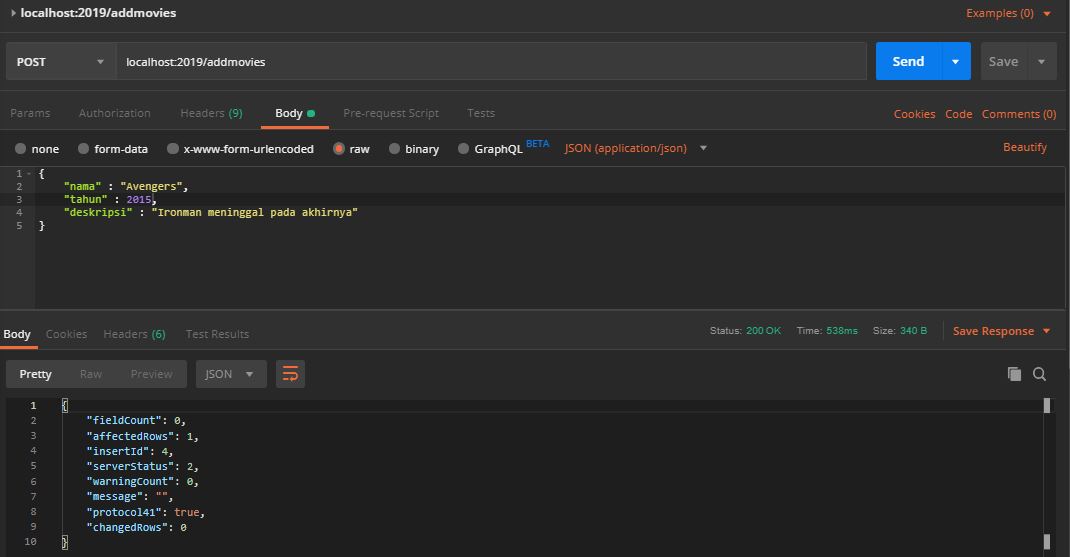 localhost:2019/addmovies Examples (0)
POST localhost:2019/addmovies Send Save
Params Authorization Headers (9) Body Pre-request Script Tests Cookies Code Comments (0)
none form-data x-www-form-urlencoded raw binary GraphQL BETA JSON (application/json) Beautify
1 {
2 "nama" : "Avengers",
3 "tahun" : 2015,
4 "deskripsi" : "Ironman meninggal pada akhirnya"
5 }
Body Cookies Headers (6) Test Results Status: 200 OK Time: 538ms Size: 340 B Save Response
Pretty Raw Preview JSON
1 {
2 "fieldCount": 0,
3 "affectedRows": 1,
4 "insertId": 4,
5 "serverStatus": 2,
6 "warningCount": 0,
7 "message": "",
8 "protocol41": true,
9 "changedRows": 0
10 }